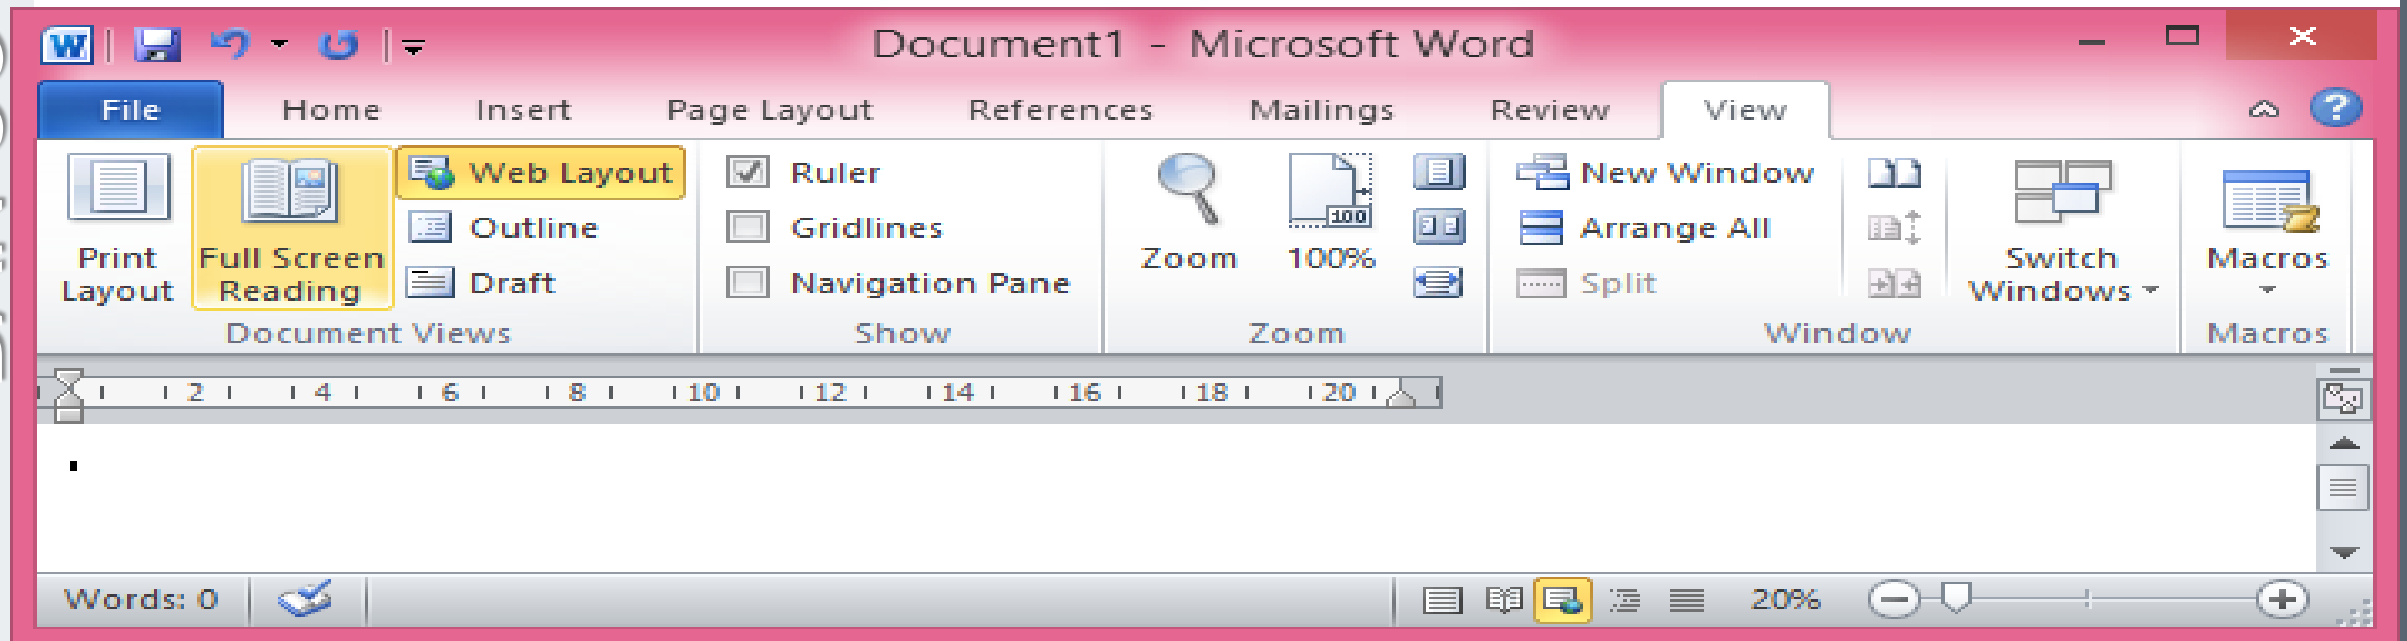 W Document1 - Microsoft Word
File Home Insert Page Layout References Mailings Review View ?
Print Layout
Full Screen Reading
Web Layout
Outline
Draft
Document Views
Ruler
Gridlines
Navigation Pane
Show
Zoom
100
100%
Zoom
New Window
Arrange All
Split
Switch Windows
Window
Macros
Macros
2 4 6 8 10 12 14 16 18 20
Words: 0 20%